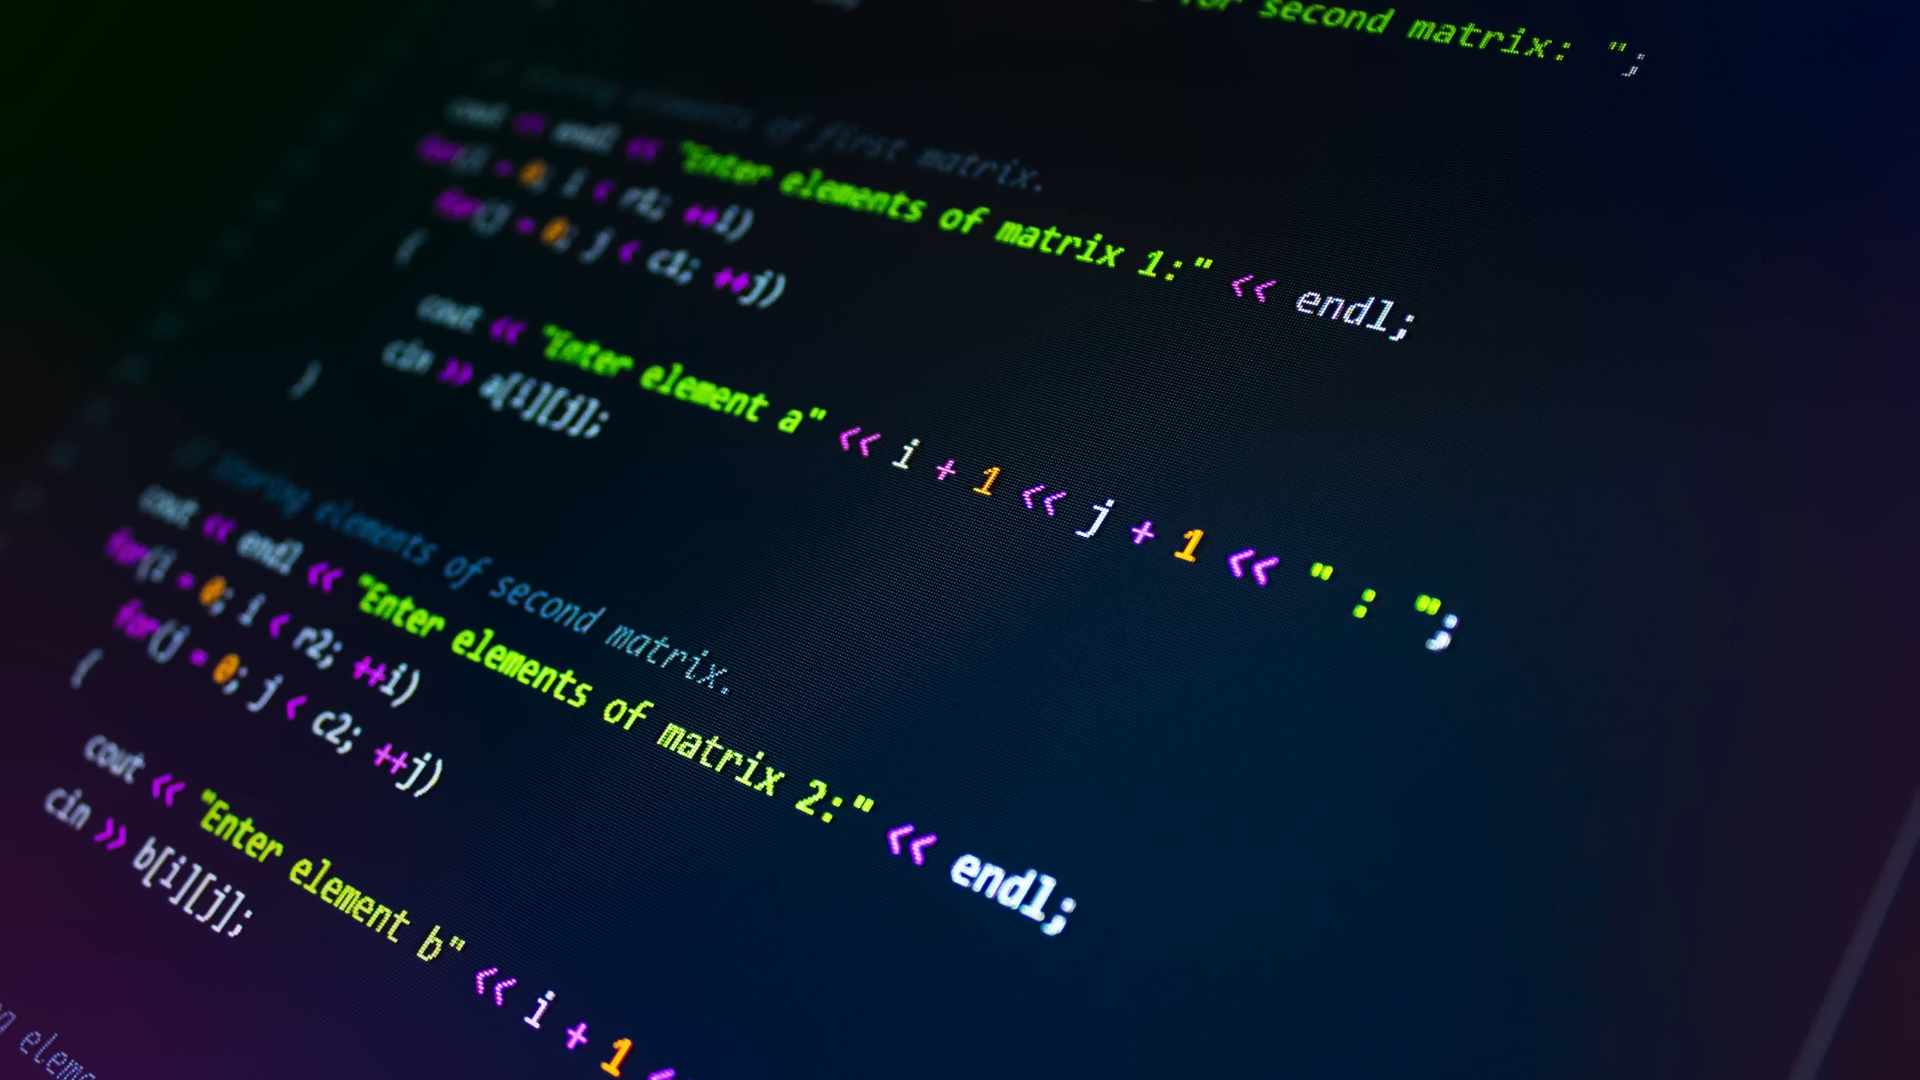 for second matrix: ";
// Storing elements of first matrix.
cout << endl << "Enter elements of matrix 1:" << endl;
for(i = 0; i < r1; ++i)
for(j = 0; j < c1; ++j)
{
cout << "Enter element a" << i + 1 << j + 1 << " : ";
cin >> a[i][j];
}
// Storing elements of second matrix.
cout << endl << "Enter elements of matrix 2:" << endl;
for(i = 0; i < r2; ++i)
for(j = 0; j < c2; ++j)
{
cout << "Enter element b" << i + 1 <
cin >> b[i][j];